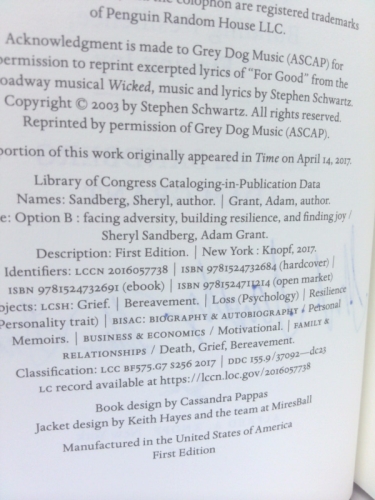 colophon are registered trademarks
of Penguin Random House LLC.
Acknowledgment is made to Grey Dog Music (ASCAP) for
permission to reprint excerpted lyrics of "For Good" from the
oadway musical Wicked, music and lyrics by Stephen Schwartz.
Copyright © 2003 by Stephen Schwartz. All rights reserved.
Reprinted by permission of Grey Dog Music (ASCAP).
portion of this work originally appeared in Time on April 14, 2017.
Library of Congress Cataloging-in-Publication Data
Names: Sandberg, Sheryl, author. | Grant, Adam, author.
e: Option B : facing adversity, building resilience, and finding joy /
Sheryl Sandberg, Adam Grant.
Description: First Edition. | New York : Knopf, 2017.
Identifiers: LCCN 2016057738 | ISBN 9781524732684 (hardcover) |
ISBN 9781524732691 (ebook) | ISBN 9781524711214 (open market)
bjects: LCSH: Grief. | Bereavement. | Loss (Psychology) | Resilience
Personality trait) | BISAC: BIOGRAPHY & AUTOBIOGRAPHY / Personal
Memoirs. | BUSINESS & ECONOMICS / Motivational. | FAMILY &
RELATIONSHIPS / Death, Grief, Bereavement.
Classification: LCC BF575.G7 S256 2017 | DDC 155.9/37092—dc23
LC record available at https://lccn.loc.gov/2016057738
Book design by Cassandra Pappas
Jacket design by Keith Hayes and the team at MiresBall
Manufactured in the United States of America
First Edition